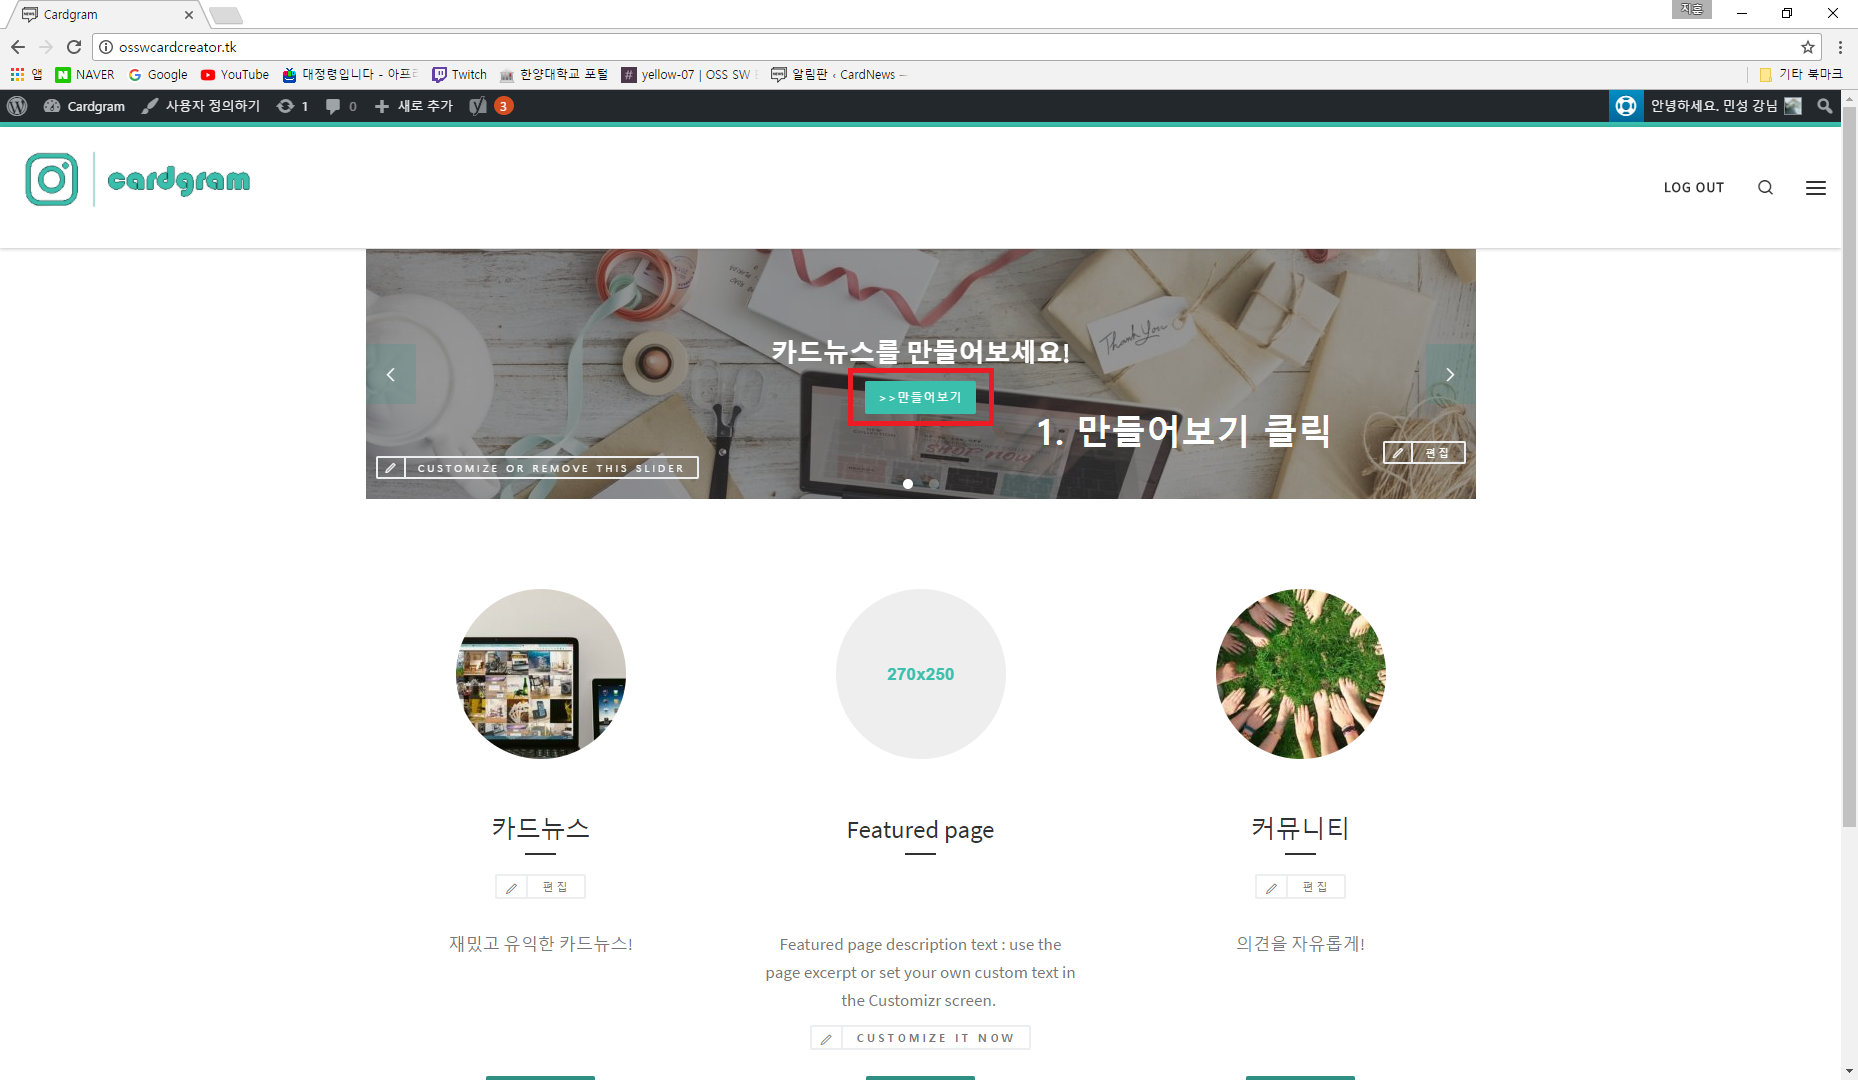 Cardgram
지흔
osswcardcreator.tk
앱
NAVER
Google
YouTube
대정령입니다 - 아프리
Twitch
한양대학교 포털
yellow-07 | OSS SW
알림판 ‹ CardNews —
기타 북마크
Cardgram
사용자 정의하기
1
0
새로 추가
3
안녕하세요. 민성 강님
cardgram
LOG OUT
카드뉴스를 만들어보세요!
>>만들어보기
1. 만들어보기 클릭
Thank You
SHOP NOW
CUSTOMIZE OR REMOVE THIS SLIDER
편집
270x250
카드뉴스
Featured page
커뮤니티
편집
편집
재밌고 유익한 카드뉴스!
Featured page description text : use the
page excerpt or set your own custom text in
the Customizr screen.
의견을 자유롭게!
CUSTOMIZE IT NOW